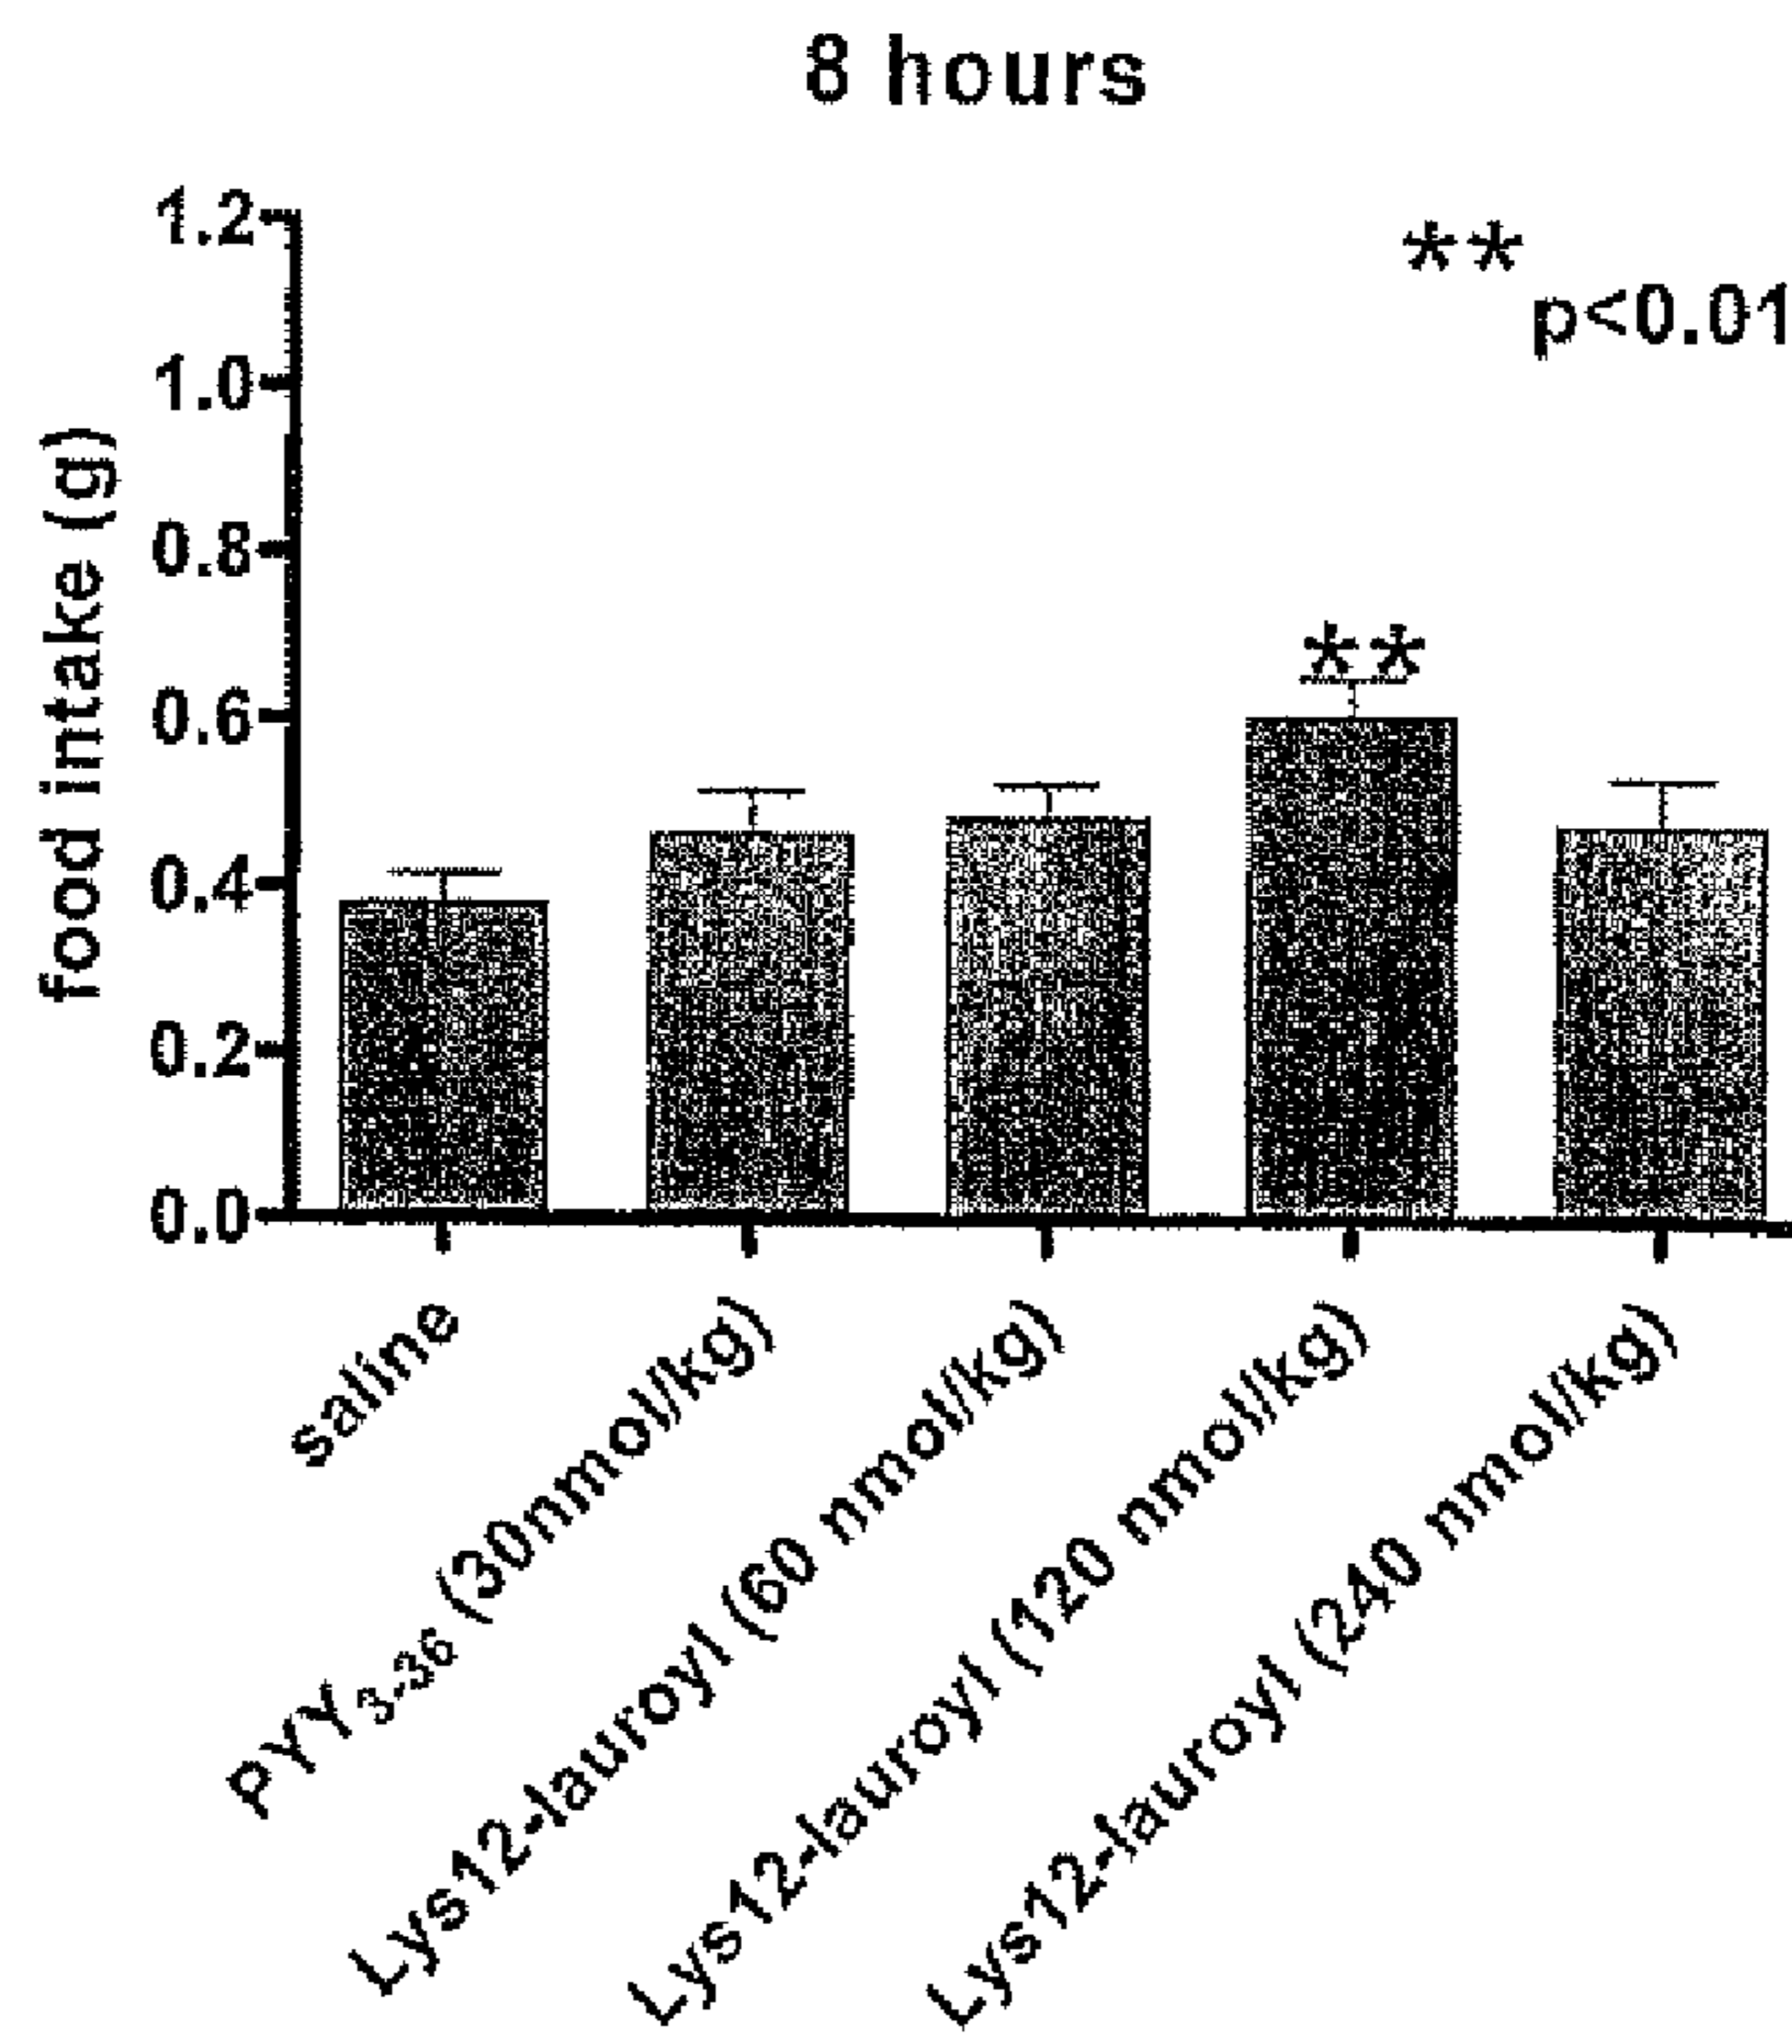 8 hours
**
p<0.01
food intake (g)
1.2
1.0
0.8
0.6
0.4
0.2
0.0
**
saline
PYY3-36 (30nmol/kg)
Lys12-lauroyl (60 nmol/kg)
Lys12-lauroyl (120 nmol/kg)
Lys12-lauroyl (240 nmol/kg)